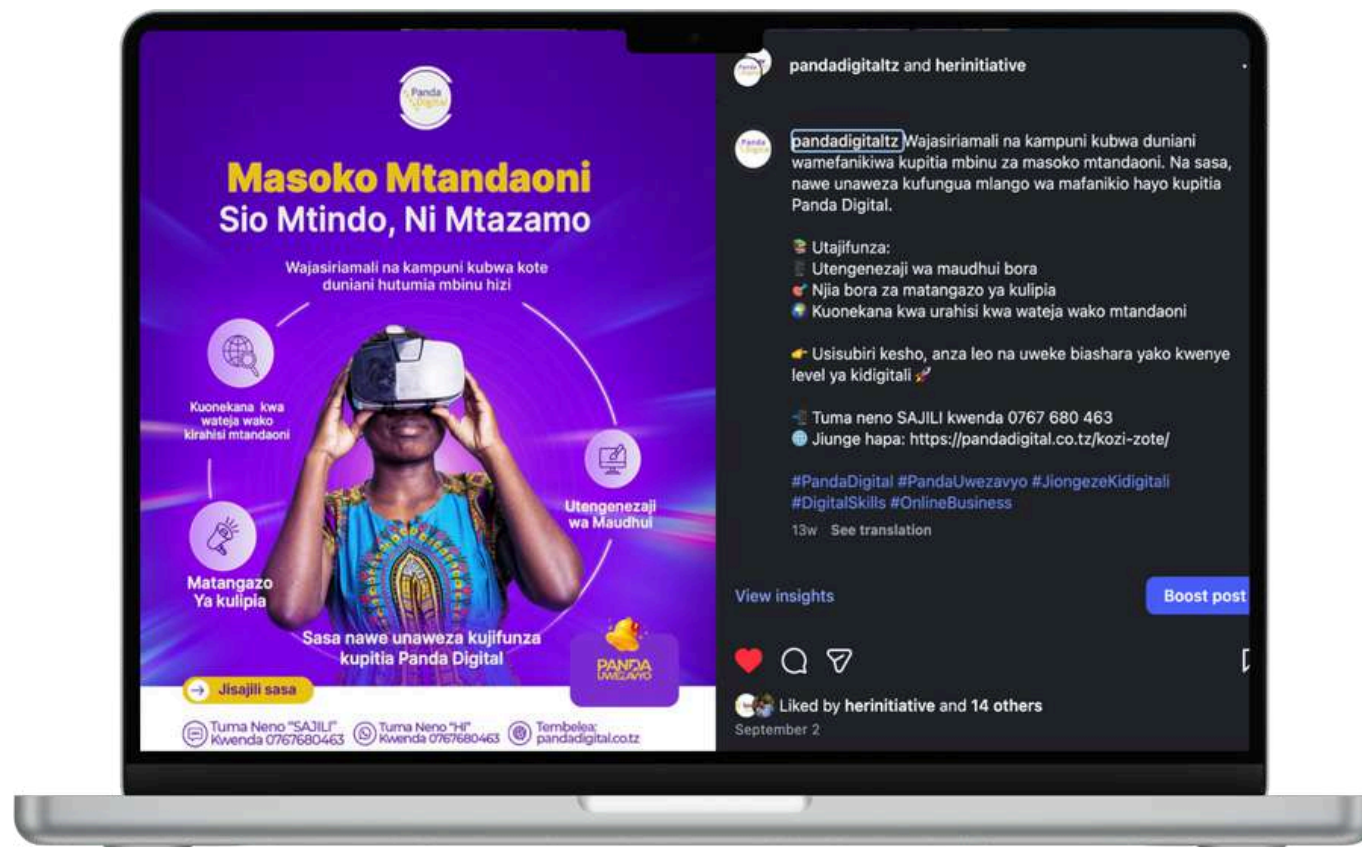 Panda
Digital
Masoko Mtandaoni
Sio Mtindo, Ni Mtazamo
Wajasiriamali na kampuni kubwa kote
duniani hutumia mbinu hizi
Kuonekana kwa
wateja wako
kirahisi mtandaoni
Utengenezaji
wa Maudhui
Matangazo
Ya kulipia
Sasa nawe unaweza kujifunza
kupitia Panda Digital
PANDA
UWEZAVYO
Jisajili sasa
Tuma Neno "SAJILI"
Kwenda 0767680463
Tuma Neno "HI"
Kwenda 0767680463
Tembelea:
pandadigital.co.tz
pandadigitaltz and herinitiative
pandadigitaltz Wajasiriamali na kampuni kubwa duniani
wamefanikiwa kupitia mbinu za masoko mtandaoni. Na sasa,
nawe unaweza kufungua mlango wa mafanikio hayo kupitia
Panda Digital.
📚 Utajifunza:
Utengenezaji wa maudhui bora
🎯 Njia bora za matangazo ya kulipia
🌍 Kuonekana kwa urahisi kwa wateja wako mtandaoni
👉 Usisubiri kesho, anza leo na uweke biashara yako kwenye
level ya kidigitali 🚀
📲 Tuma neno SAJILI kwenda 0767 680 463
🌐 Jiunge hapa: https://pandadigital.co.tz/kozi-zote/
#PandaDigital #PandaUwezavyo #JiongezeKidigitali
#DigitalSkills #OnlineBusiness
13w See translation
View insights
Boost post
Liked by herinitiative and 14 others
September 2